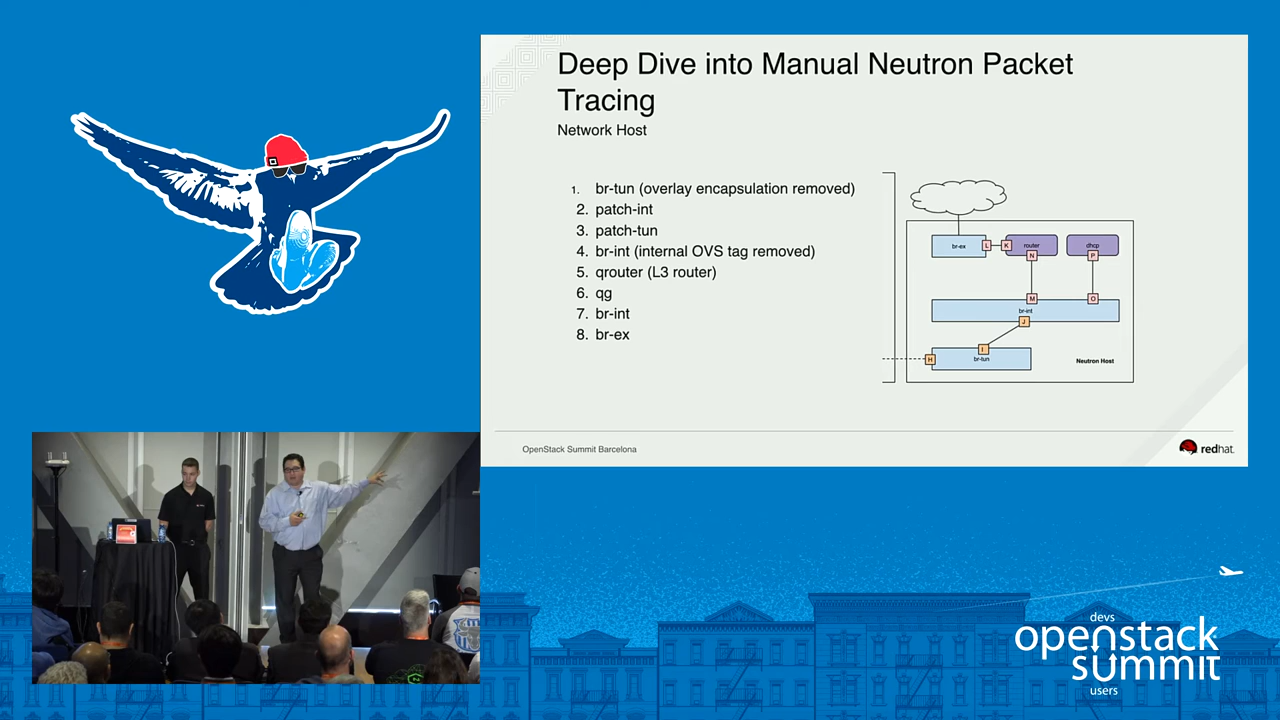 Deep Dive into Manual Neutron Packet
Tracing
Network Host
1. br-tun (overlay encapsulation removed)
2. patch-int
3. patch-tun
4. br-int (internal OVS tag removed)
5. qrouter (L3 router)
6. qg
7. br-int
8. br-ex
br-ex
L
K
router
dhcp
N
P
M
O
br-int
J
I
H
br-tun
Neutron Host
OpenStack Summit Barcelona
redhat.
devs
openstack
summit
users